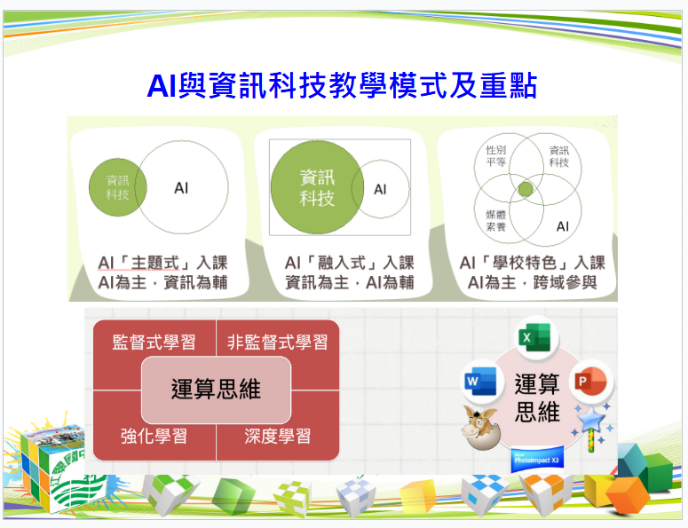 AI與資訊科技教學模式及重點
資訊
科技
AI
AI「主題式」入課
AI為主，資訊為輔
資訊
科技
AI
AI「融入式」入課
資訊為主，AI為輔
性別
平等
資訊
科技
媒體
素養
AI
AI「學校特色」入課
AI為主，跨域參與
監督式學習
非監督式學習
運算思維
強化學習
深度學習
X
W
運算
思維
P
PhotoImpact X3